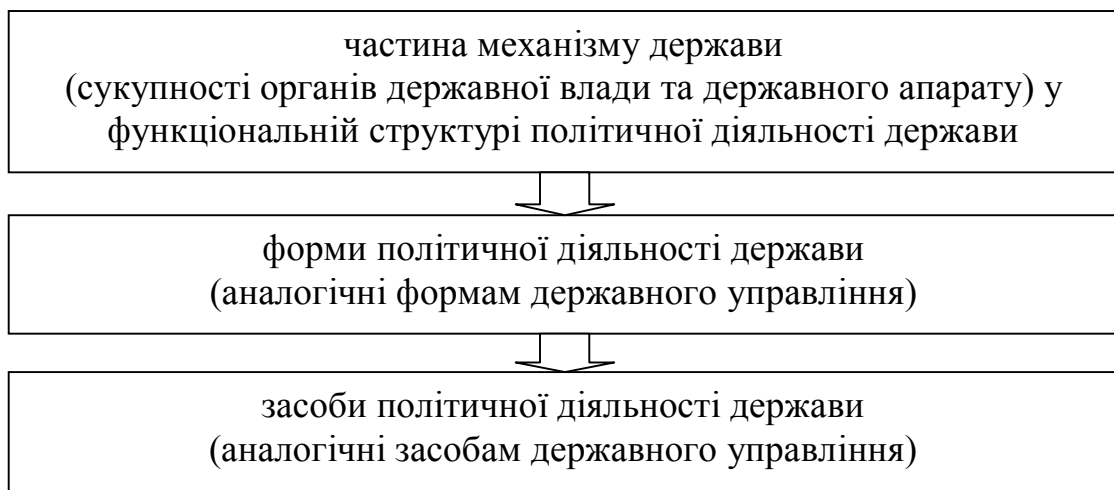 частина механізму держави
(сукупності органів державної влади та державного апарату) у
функціональній структурі політичної діяльності держави
форми політичної діяльності держави
(аналогічні формам державного управління)
засоби політичної діяльності держави
(аналогічні засобам державного управління)